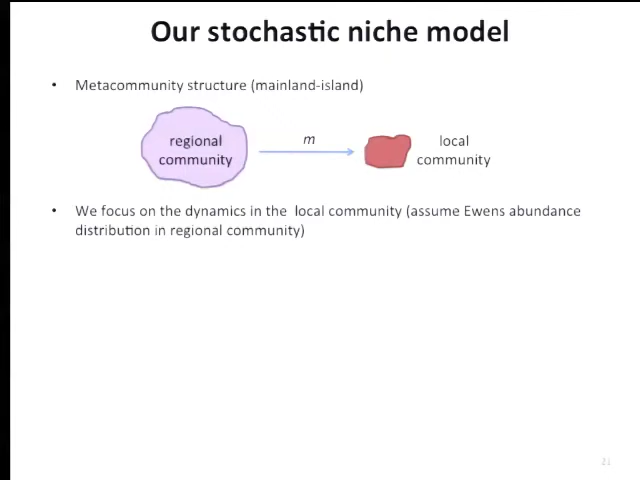 Our stochastic niche model
• Metacommunity structure (mainland-island)
regional community
m
local community
• We focus on the dynamics in the local community (assume Ewens abundance
distribution in regional community)
21